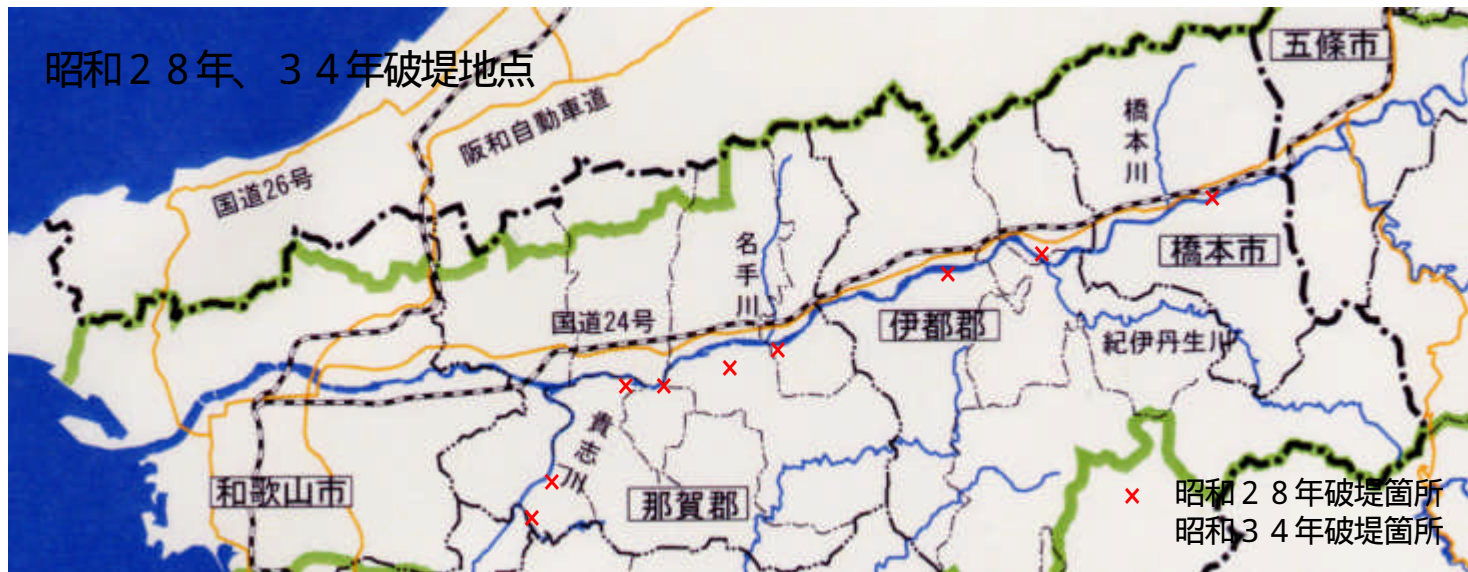 昭和２８年、３４年破堤地点
五條市
橋本川
阪和自動車道
国道26号
名手川
橋本市
国道24号
伊都郡
紀伊丹生川
貴志川
和歌山市
那賀郡
× 昭和２８年破堤箇所
昭和３４年破堤箇所